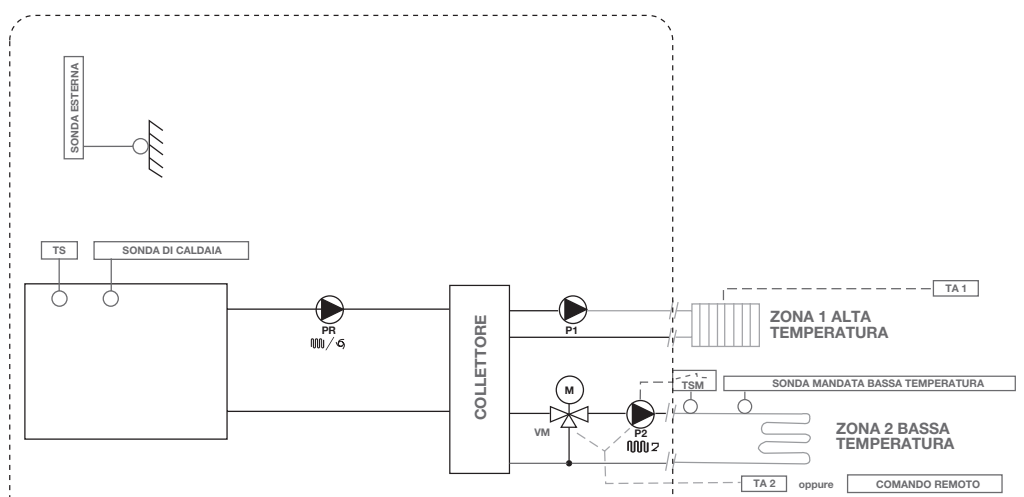 SONDA ESTERNA
TS
SONDA DI CALDAIA
PR
COLLETTORE
P1
TA 1
ZONA 1 ALTA
TEMPERATURA
M
VM
P2
TSM
SONDA MANDATA BASSA TEMPERATURA
ZONA 2 BASSA
TEMPERATURA
TA 2 oppure COMANDO REMOTO